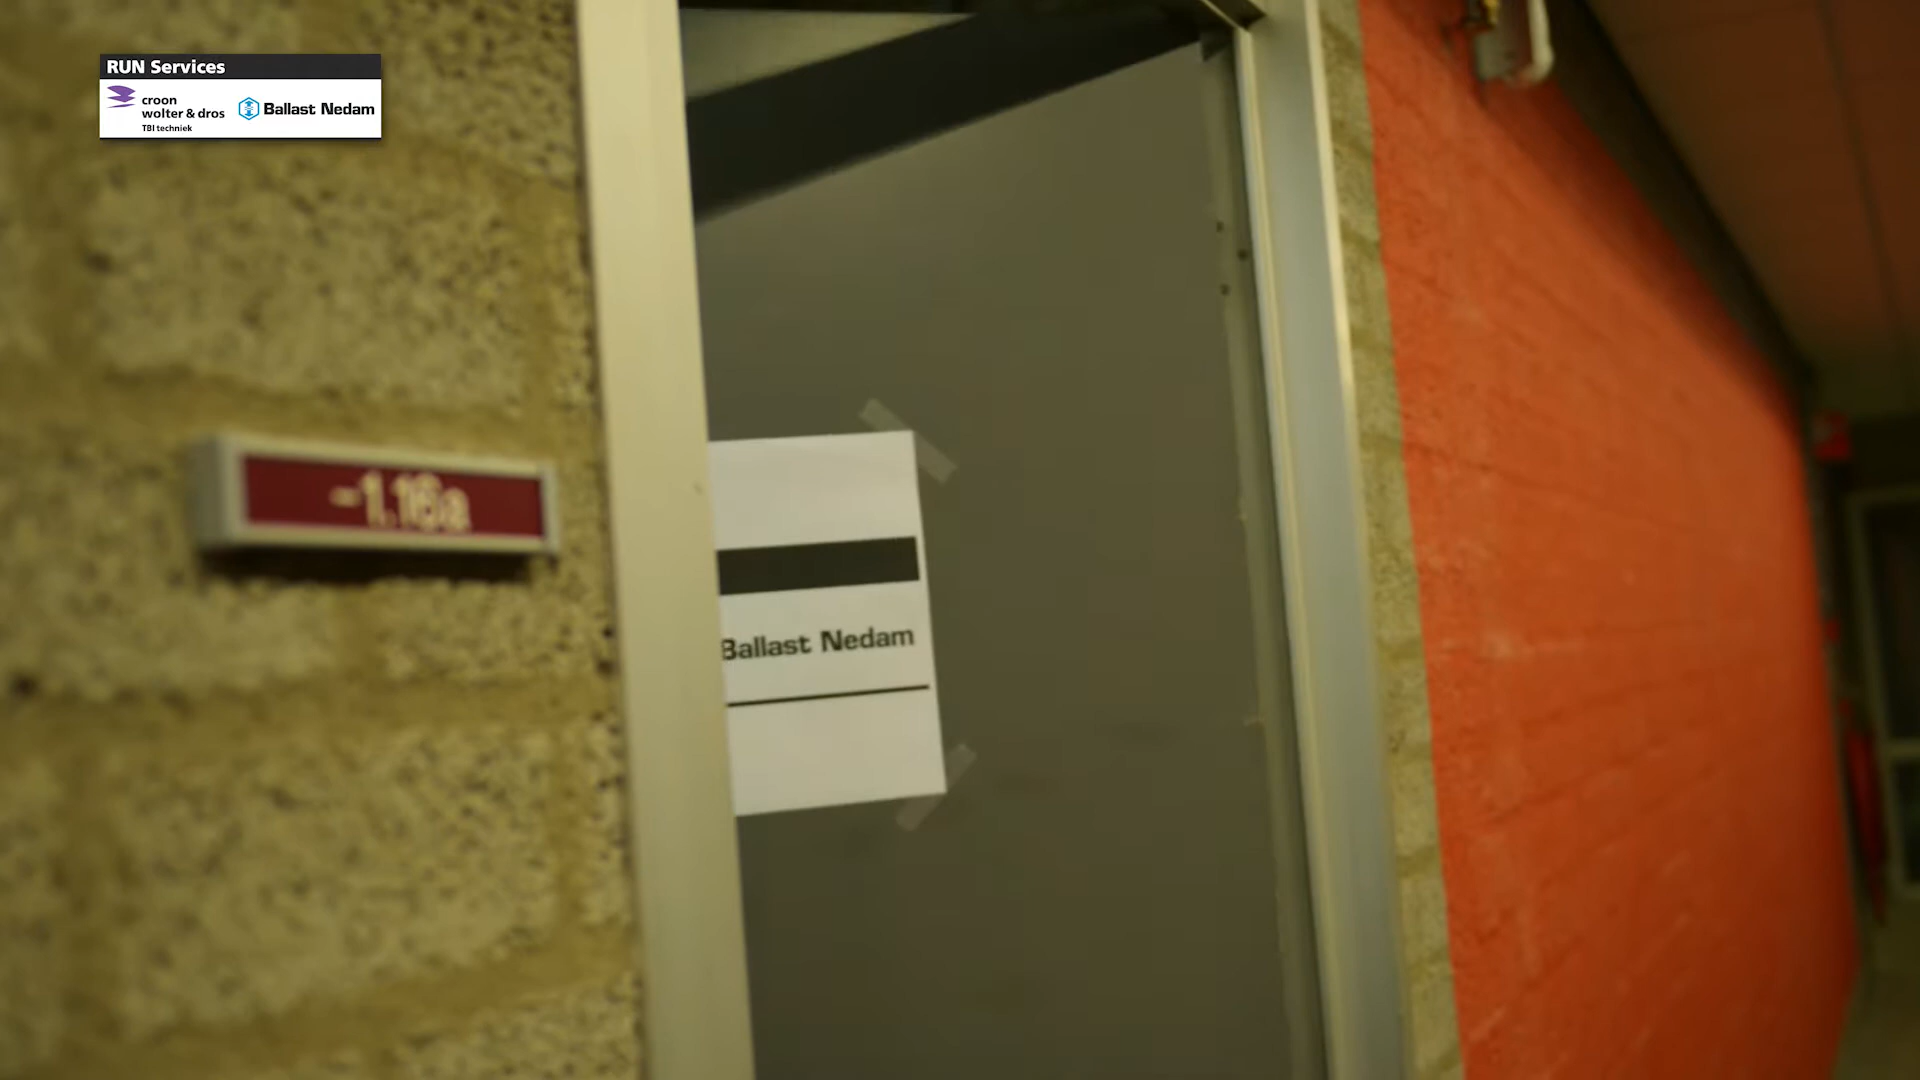 RUN Services
croon
wolter & dros
TBI techniek
Ballast Nedam
-1.16a
Ballast Nedam